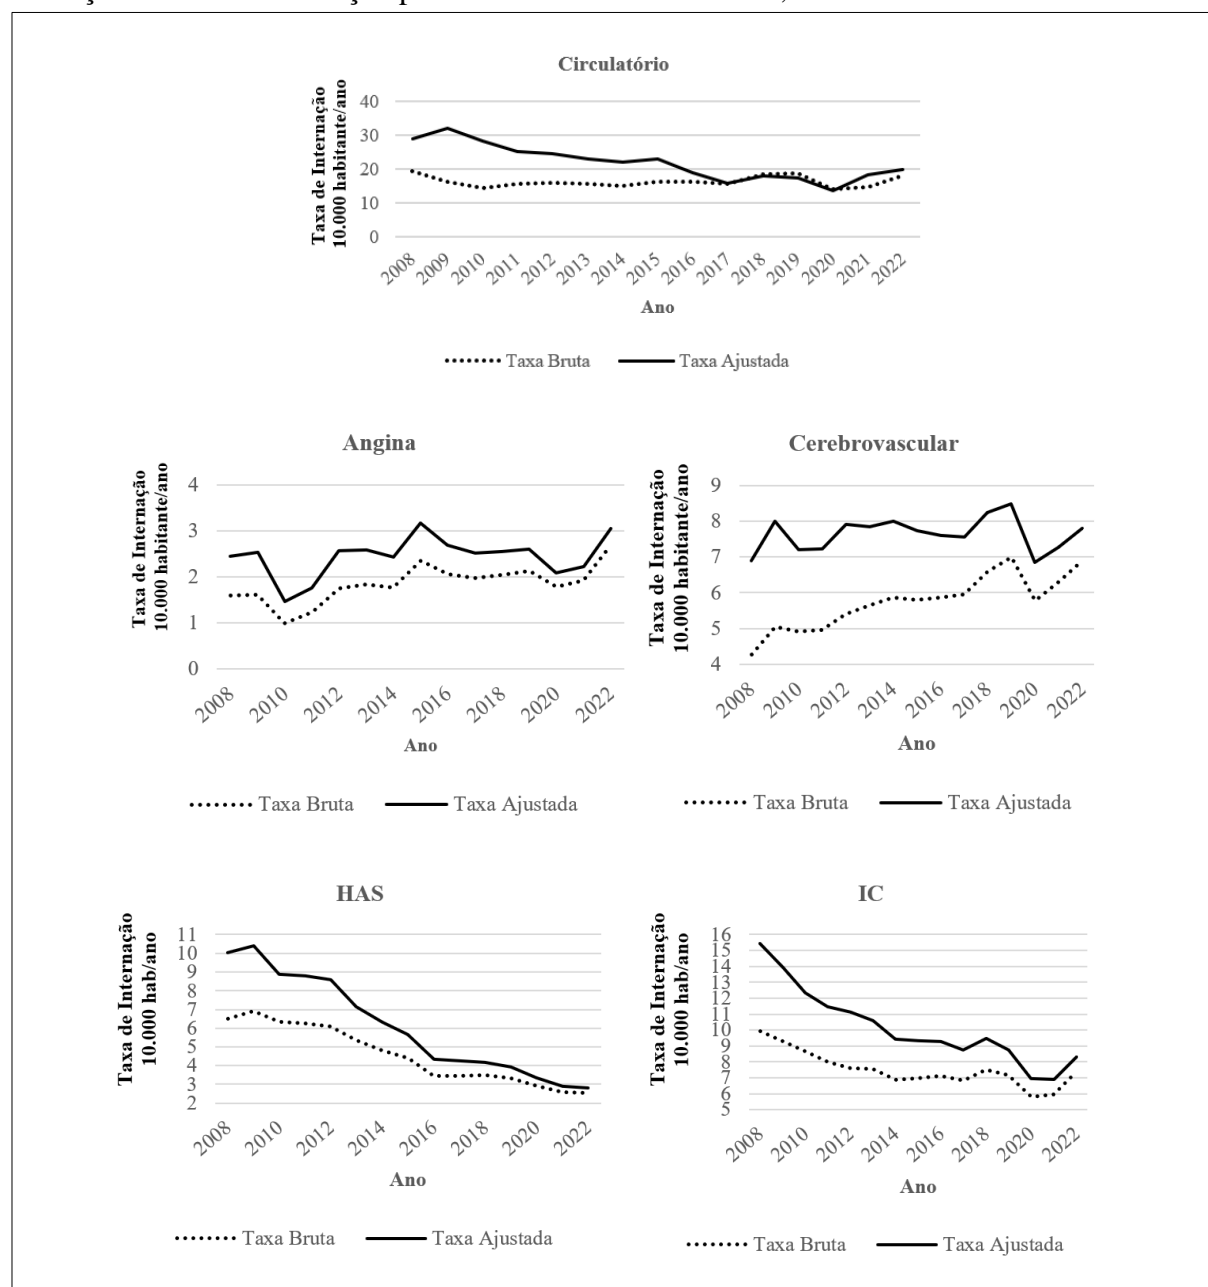 Circulatório
Taxa de Internação
10.000 habitante/ano
40
30
20
10
0
2008 2009 2010 2011 2012 2013 2014 2015 2016 2017 2018 2019 2020 2021 2022
Ano
Taxa Bruta Taxa Ajustada
Angina
Taxa de Internação
10.000 habitante/ano
4
3
2
1
0
2008 2010 2012 2014 2016 2018 2020 2022
Ano
Taxa Bruta Taxa Ajustada
Cerebrovascular
Taxa de Internação
10.000 habitante/ano
9
8
7
6
5
4
2008 2010 2012 2014 2016 2018 2020 2022
Ano
Taxa Bruta Taxa Ajustada
HAS
Taxa de Internação
10.000 hab/ano
11
10
9
8
7
6
5
4
3
2
2008 2010 2012 2014 2016 2018 2020 2022
Ano
Taxa Bruta Taxa Ajustada
IC
Taxa de Internação
10.000 hab/ano
16
15
14
13
12
11
10
9
8
7
6
5
2008 2010 2012 2014 2016 2018 2020 2022
Ano
Taxa Bruta Taxa Ajustada